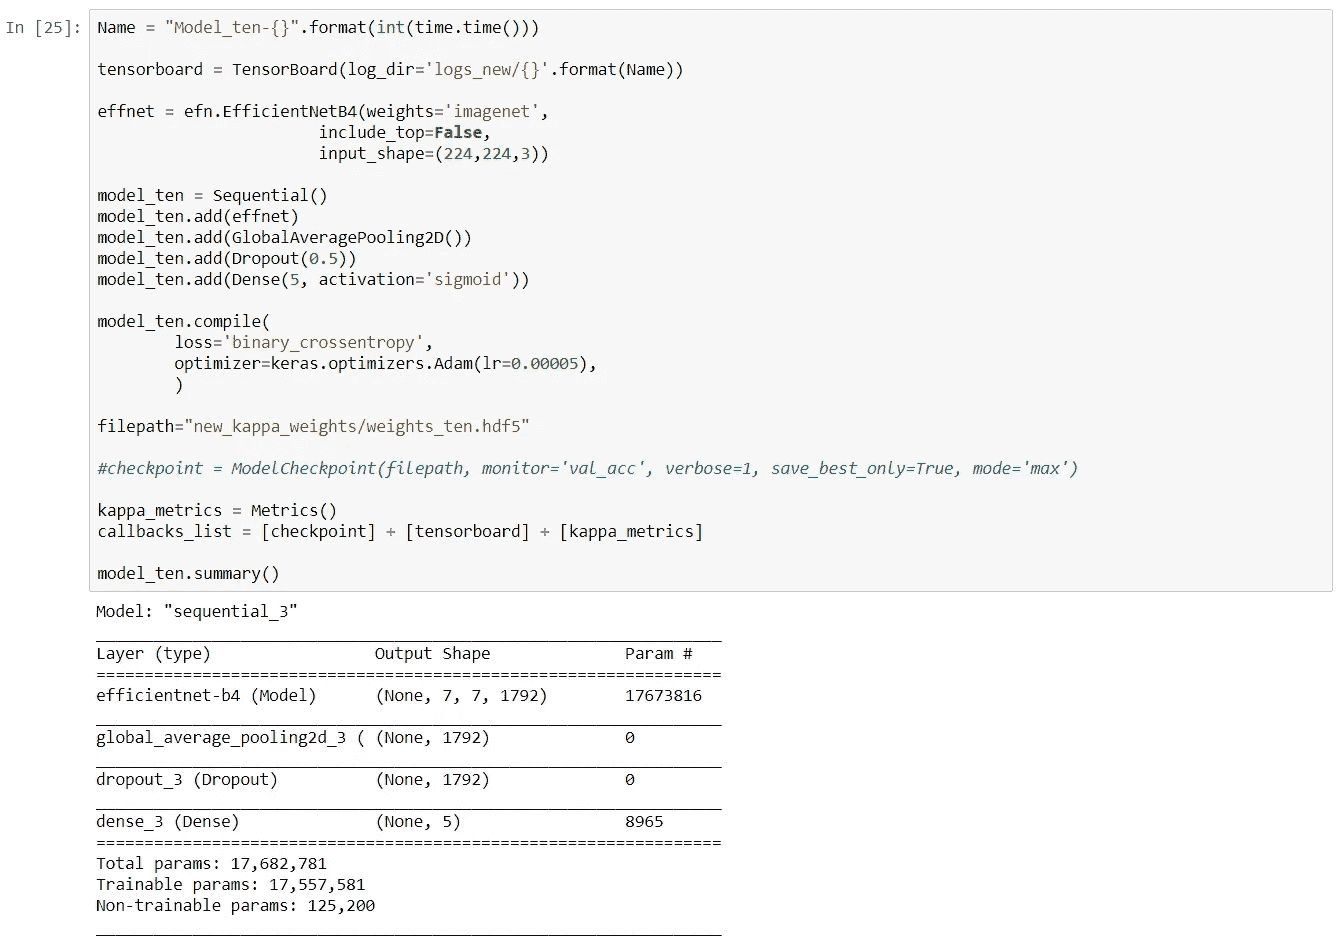 In [25]:
Name = "Model_ten-{}".format(int(time.time()))
tensorboard = TensorBoard(log_dir='logs_new/{}'.format(Name))
effnet = efn.EfficientNetB4(weights='imagenet',
                       include_top=False,
                       input_shape=(224,224,3))
model_ten = Sequential()
model_ten.add(effnet)
model_ten.add(GlobalAveragePooling2D())
model_ten.add(Dropout(0.5))
model_ten.add(Dense(5, activation='sigmoid'))
model_ten.compile(
        loss='binary_crossentropy',
        optimizer=keras.optimizers.Adam(lr=0.00005),
        )
filepath="new_kappa_weights/weights_ten.hdf5"
#checkpoint = ModelCheckpoint(filepath, monitor='val_acc', verbose=1, save_best_only=True, mode='max')
kappa_metrics = Metrics()
callbacks_list = [checkpoint] + [tensorboard] + [kappa_metrics]
model_ten.summary()
Model: "sequential_3"
_________________________________________________________________
Layer (type)                 Output Shape              Param #
=================================================================
efficientnet-b4 (Model)      (None, 7, 7, 1792)        17673816
_________________________________________________________________
global_average_pooling2d_3 ( (None, 1792)              0
_________________________________________________________________
dropout_3 (Dropout)          (None, 1792)              0
_________________________________________________________________
dense_3 (Dense)              (None, 5)                 8965
=================================================================
Total params: 17,682,781
Trainable params: 17,557,581
Non-trainable params: 125,200
_________________________________________________________________